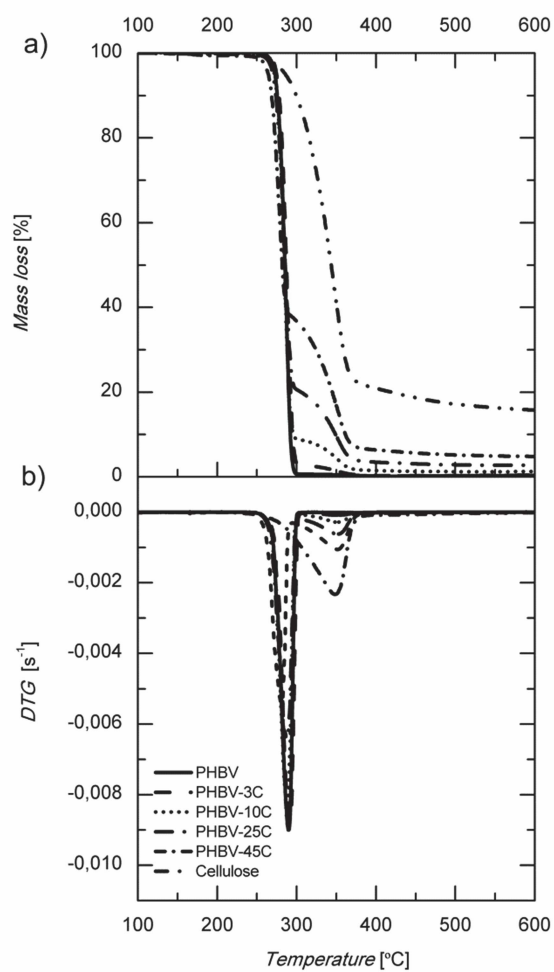 100 200 300 400 500 600
a)
100
80
60
40
20
0
Mass loss [%]
b)
0,000
-0,002
-0,004
-0,006
-0,008
-0,010
DTG [s⁻¹]
PHBV
PHBV-3C
PHBV-10C
PHBV-25C
PHBV-45C
Cellulose
100 200 300 400 500 600
Temperature [ºC]